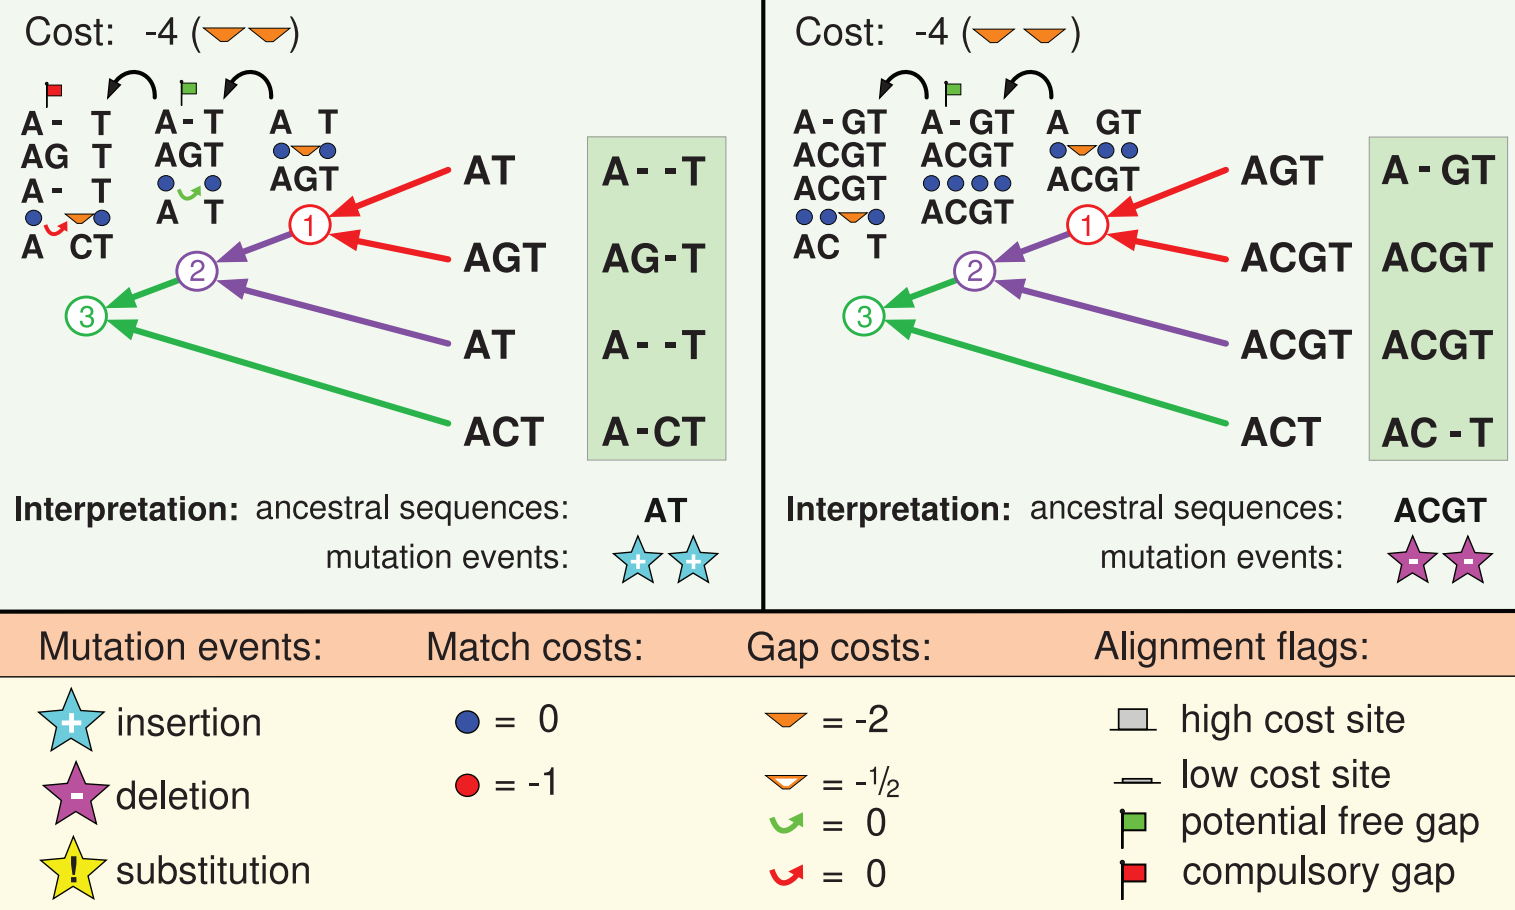 Cost: -4 ( )
A - T
AG T
A - T
A CT
A - T
AGT
A T
A T
AGT
1
2
3
AT
AGT
AT
ACT
A - - T
AG - T
A - - T
A - CT
Interpretation: ancestral sequences: AT
mutation events: + +
Cost: -4 ( )
A - GT
ACGT
ACGT
AC T
A - GT
ACGT
ACGT
A GT
ACGT
1
2
3
AGT
ACGT
ACGT
ACT
A - GT
ACGT
ACGT
AC - T
Interpretation: ancestral sequences: ACGT
mutation events: - -
Mutation events: Match costs: Gap costs: Alignment flags:
+ insertion
- deletion
! substitution
= 0
= -1
= -2
= -1/2
= 0
= 0
high cost site
low cost site
potential free gap
compulsory gap